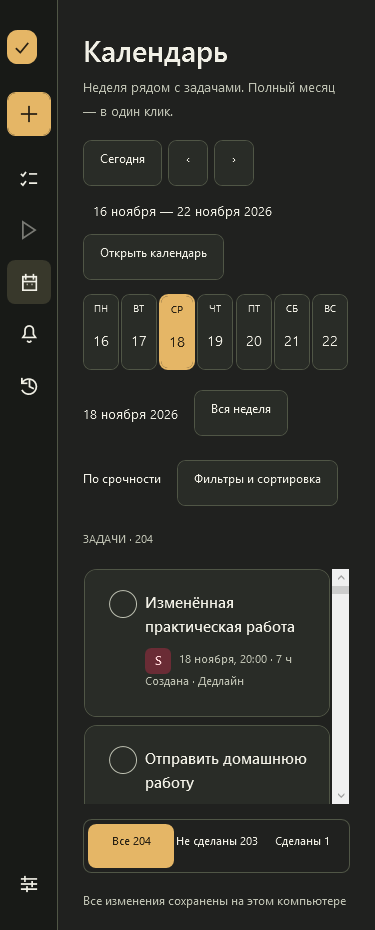 Календарь
Неделя рядом с задачами. Полный месяц
— в один клик.
Сегодня ‹ ›
16 ноября — 22 ноября 2026
Открыть календарь
ПН ВТ СР ЧТ ПТ СБ ВС
16 17 18 19 20 21 22
18 ноября 2026 Вся неделя
По срочности Фильтры и сортировка
ЗАДАЧИ · 204
Изменённая
практическая работа
S 18 ноября, 20:00 · 7 ч
Создана · Дедлайн
Отправить домашнюю
работу
Все 204 Не сделаны 203 Сделаны 1
Все изменения сохранены на этом компьютере